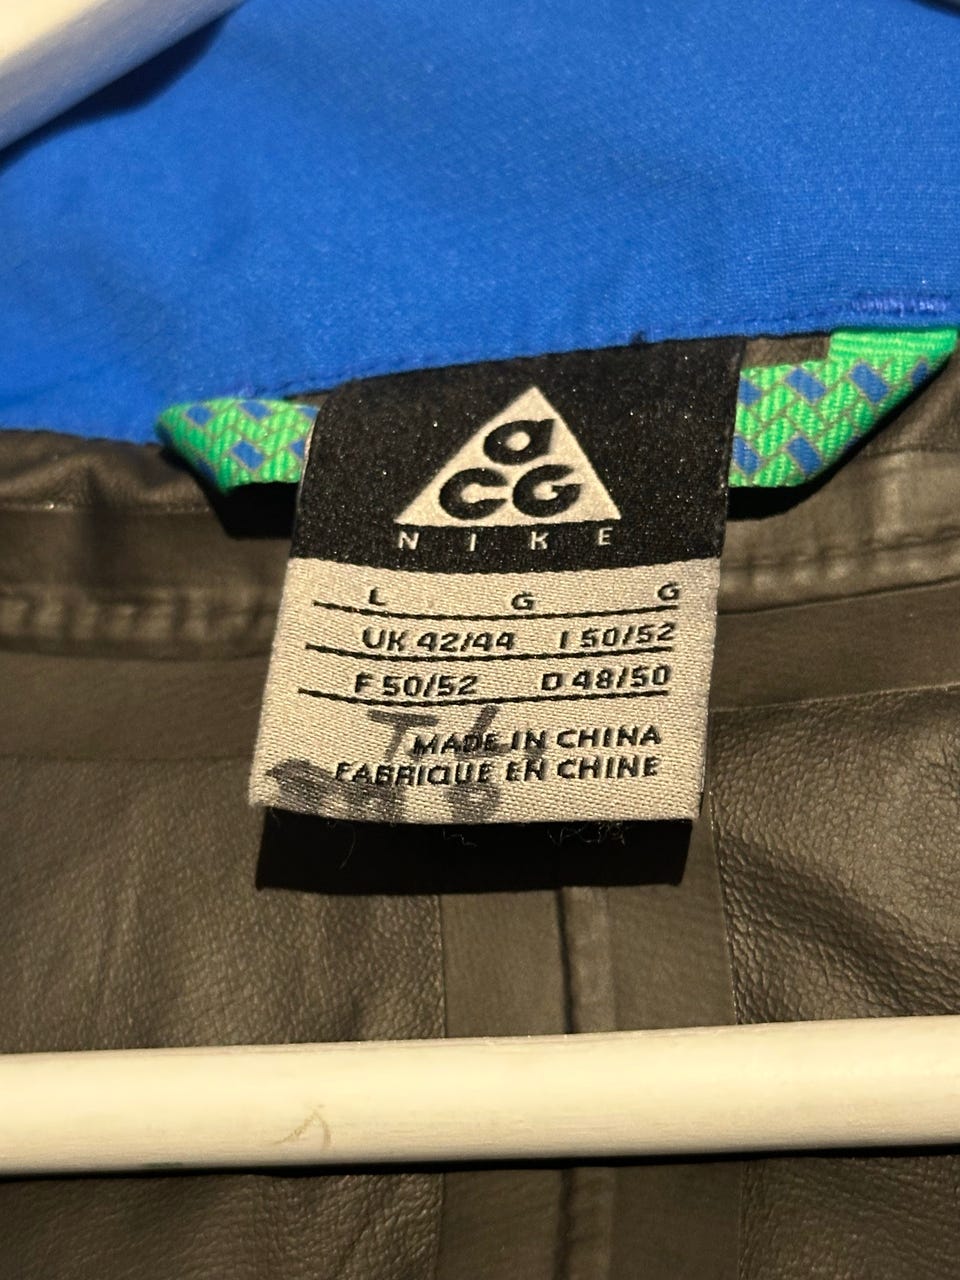 aCG
NIKE
L G G
UK 42/44 I 50/52
F 50/52 D 48/50
MADE IN CHINA
FABRIQUE EN CHINE